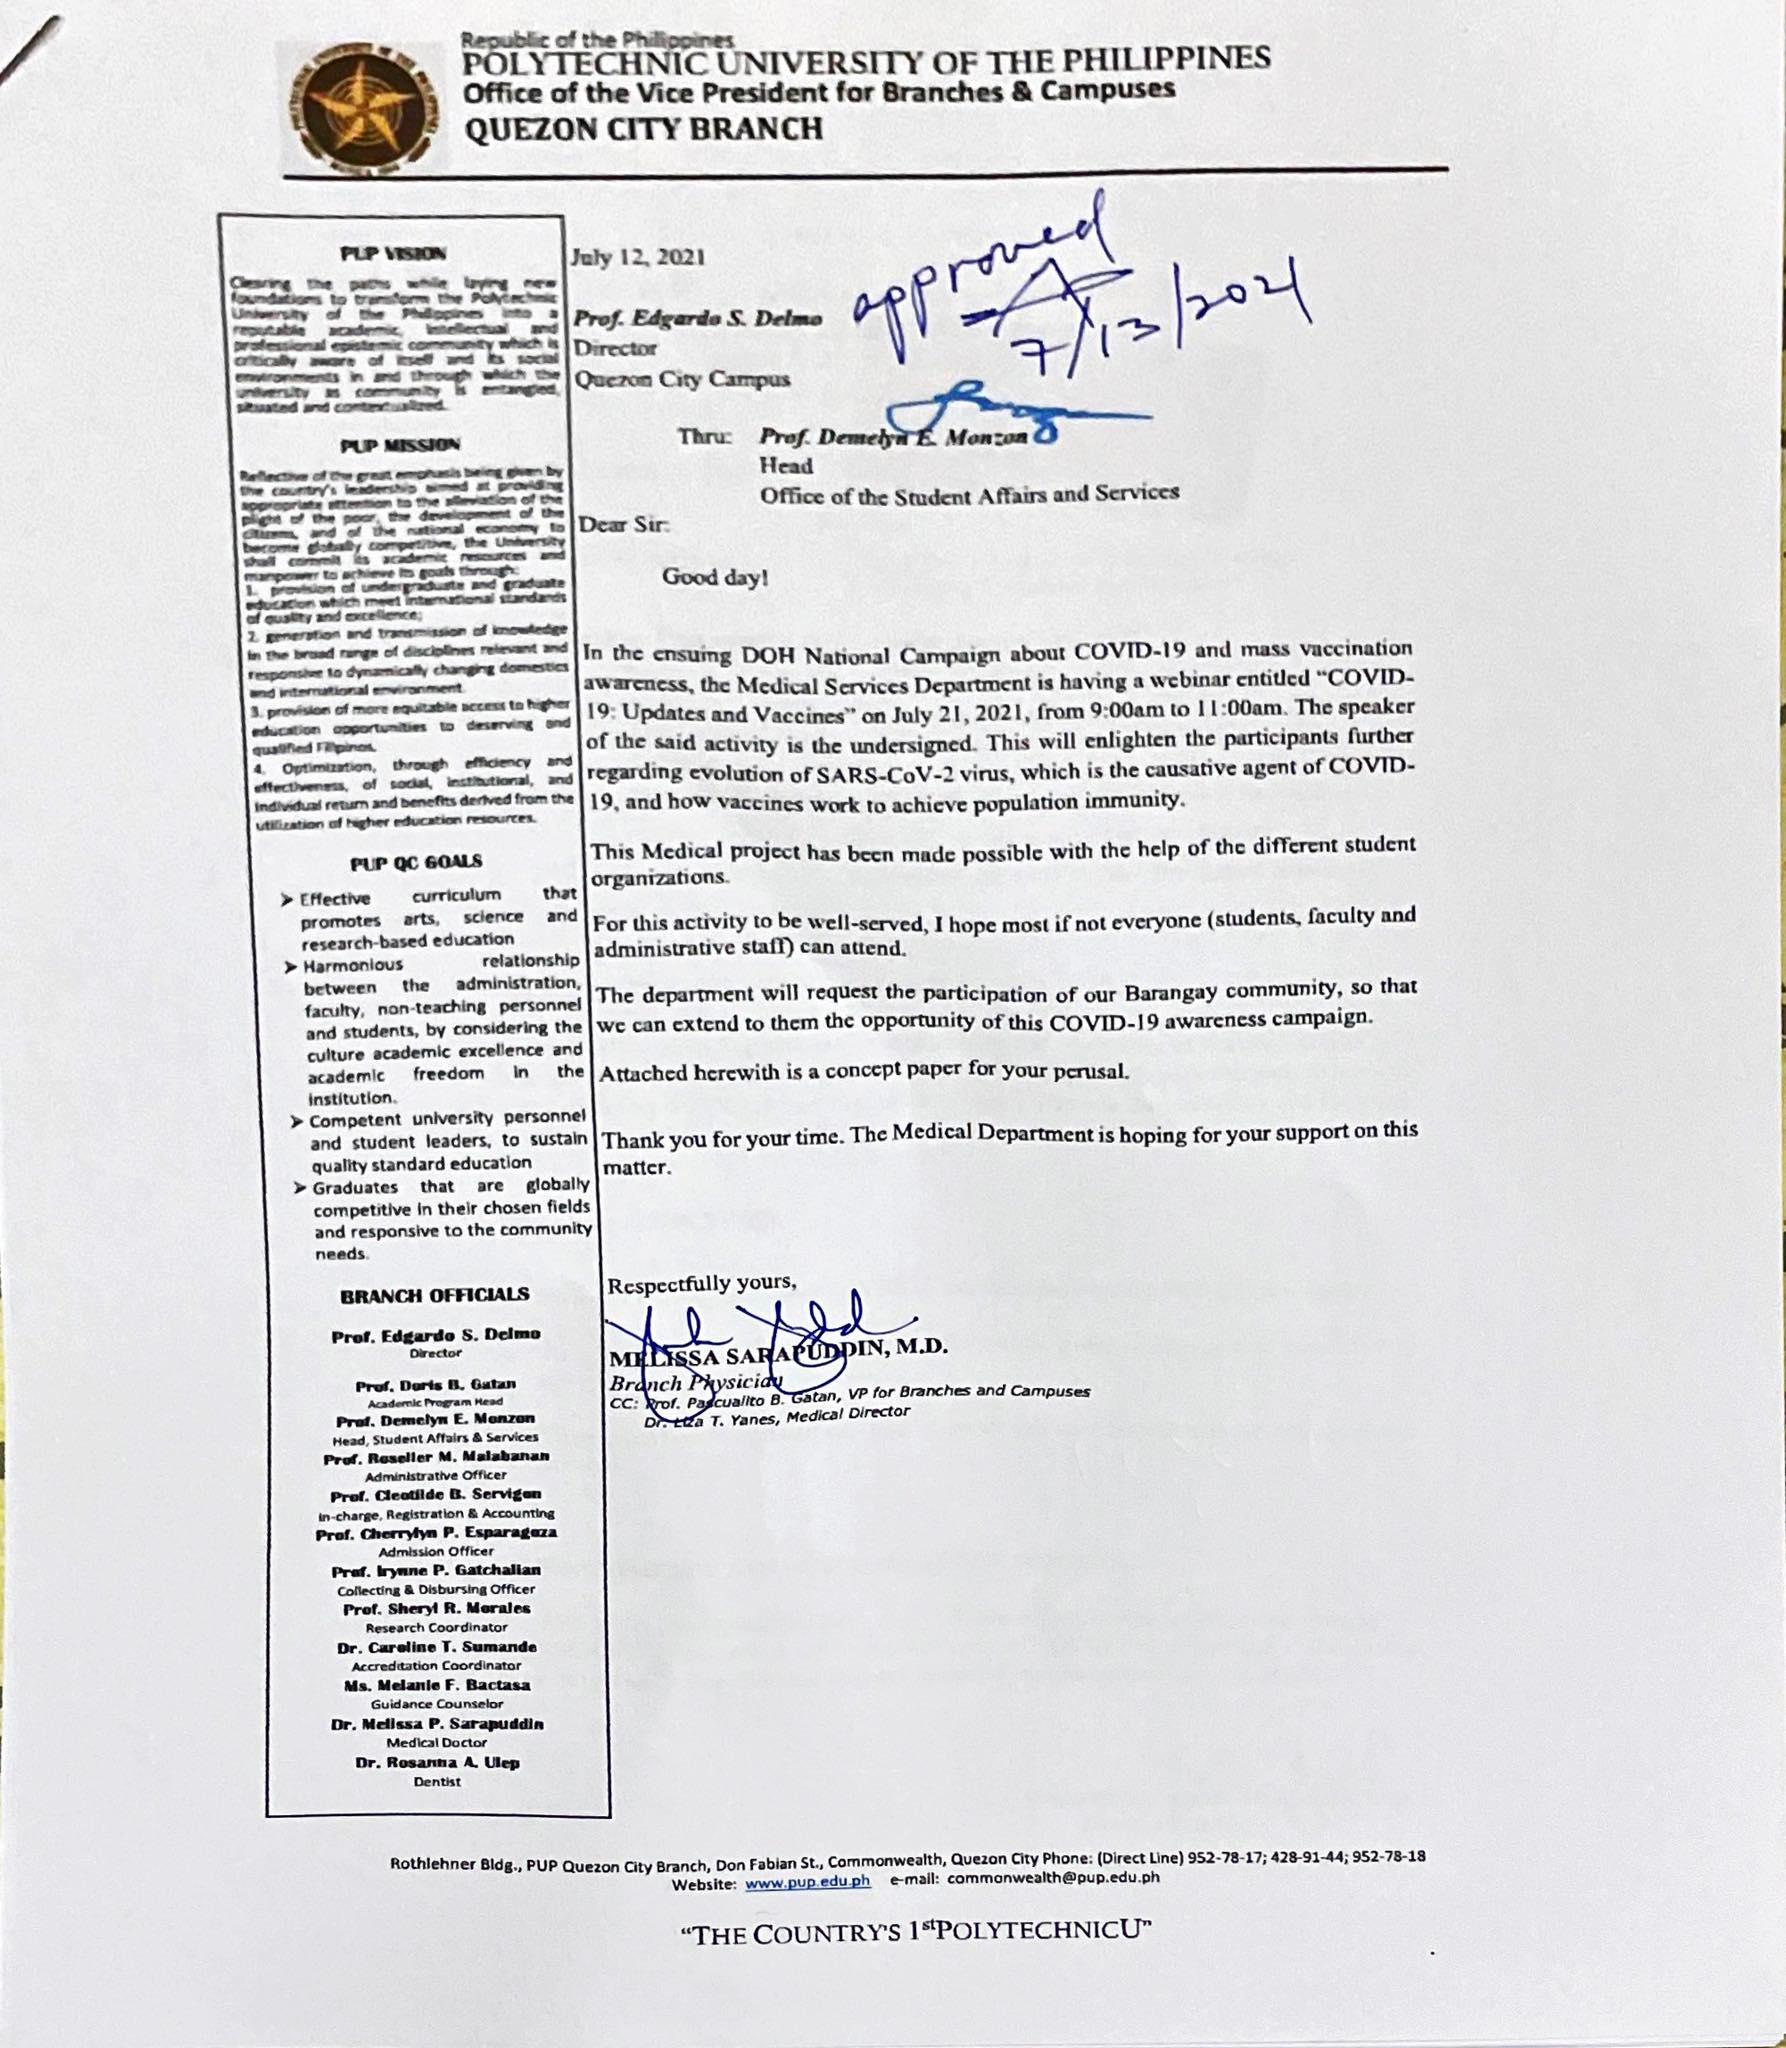 Republic of the Philippines
POLYTECHNIC UNIVERSITY OF THE PHILIPPINES
Office of the Vice President for Branches & Campuses
QUEZON CITY BRANCH
PUP VISION
Clearing the paths while laying new
foundations to transform the Polytechnic
University of the Philippines into a
reputable academic, intellectual and
professional epistemic community which is
critically aware of itself and its social
environments in and through which the
university as community is entangled,
situated and contextualized.
PUP MISSION
Reflective of the great emphasis being given by
the country's leadership aimed at providing
appropriate attention to the alleviation of the
plight of the poor, the development of the
citizens, and of the national economy to
become globally competitive, the University
shall commit its academic resources and
manpower to achieve its goals through:
1. provision of undergraduate and graduate
education which meet international standards
of quality and excellence;
2. generation and transmission of knowledge
in the broad range of disciplines relevant and
responsive to dynamically changing domestics
and international environment.
3. provision of more equitable access to higher
education opportunities to deserving and
qualified Filipinos.
4. Optimization, through efficiency and
effectiveness, of social, institutional, and
individual return and benefits derived from the
utilization of higher education resources.
PUP QC GOALS
➢ Effective curriculum that
promotes arts, science and
research-based education
➢ Harmonious relationship
between the administration,
faculty, non-teaching personnel
and students, by considering the
culture academic excellence and
academic freedom in the
institution.
➢ Competent university personnel
and student leaders, to sustain
quality standard education
➢ Graduates that are globally
competitive in their chosen fields
and responsive to the community
needs.
BRANCH OFFICIALS
Prof. Edgardo S. Delmo
Director
Prof. Doris B. Gatan
Academic Program Head
Prof. Demelyn E. Monzon
Head, Student Affairs & Services
Prof. Roseller M. Malabanan
Administrative Officer
Prof. Cleotilde B. Servigon
In-charge, Registration & Accounting
Prof. Cherrylyn P. Esparagoza
Admission Officer
Prof. Irynne P. Gatchalian
Collecting & Disbursing Officer
Prof. Sheryl R. Morales
Research Coordinator
Dr. Caroline T. Sumande
Accreditation Coordinator
Ms. Melanie F. Bactasa
Guidance Counselor
Dr. Melissa P. Sarapuddin
Medical Doctor
Dr. Rosanna A. Ulep
Dentist
July 12, 2021
approved
7/13/2021
Prof. Edgardo S. Delmo
Director
Quezon City Campus
Thru: Prof. Demelyn E. Monzon
Head
Office of the Student Affairs and Services
Dear Sir:
Good day!
In the ensuing DOH National Campaign about COVID-19 and mass vaccination
awareness, the Medical Services Department is having a webinar entitled “COVID-
19: Updates and Vaccines” on July 21, 2021, from 9:00am to 11:00am. The speaker
of the said activity is the undersigned. This will enlighten the participants further
regarding evolution of SARS-CoV-2 virus, which is the causative agent of COVID-
19, and how vaccines work to achieve population immunity.
This Medical project has been made possible with the help of the different student
organizations.
For this activity to be well-served, I hope most if not everyone (students, faculty and
administrative staff) can attend.
The department will request the participation of our Barangay community, so that
we can extend to them the opportunity of this COVID-19 awareness campaign.
Attached herewith is a concept paper for your perusal.
Thank you for your time. The Medical Department is hoping for your support on this
matter.
Respectfully yours,
MELISSA SARAPUDDIN, M.D.
Branch Physician
CC: Prof. Pascualito B. Gatan, VP for Branches and Campuses
Dr. Liza T. Yanes, Medical Director
Rothlehner Bldg., PUP Quezon City Branch, Don Fabian St., Commonwealth, Quezon City Phone: (Direct Line) 952-78-17; 428-91-44; 952-78-18
Website: www.pup.edu.ph e-mail: commonwealth@pup.edu.ph
“THE COUNTRY'S 1stPOLYTECHNICU”